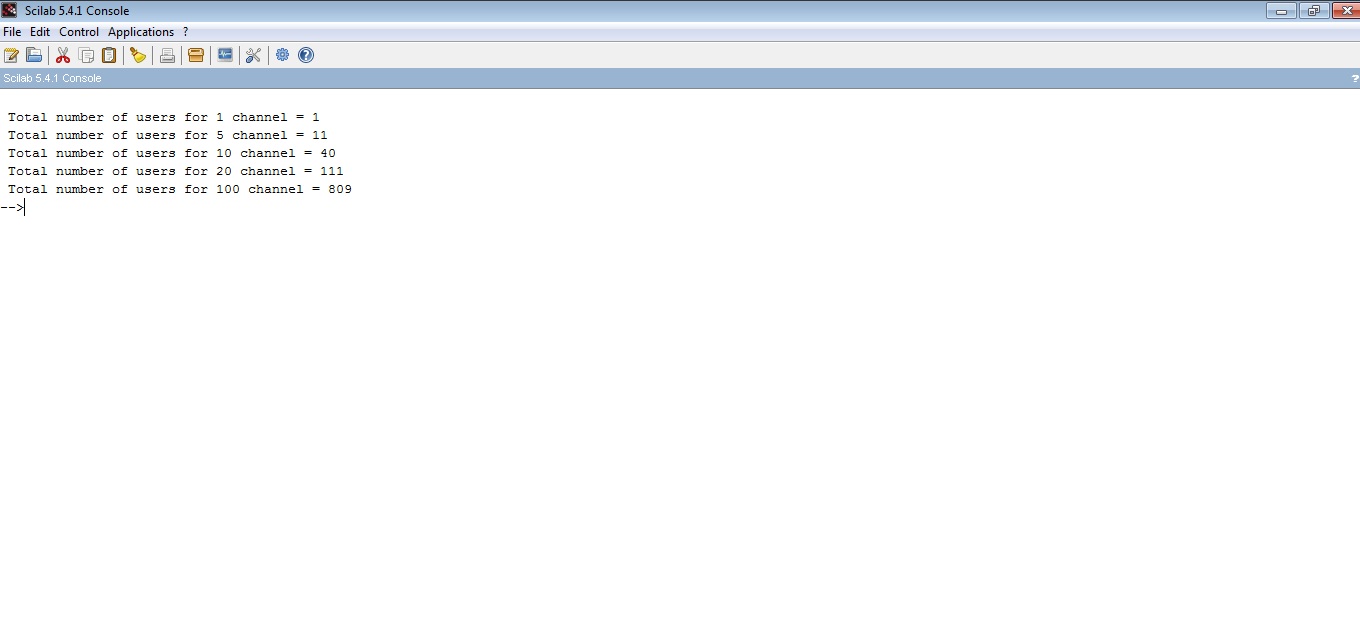 Scilab 5.4.1 Console
File Edit Control Applications ?
Scilab 5.4.1 Console ?
Total number of users for 1 channel = 1
Total number of users for 5 channel = 11
Total number of users for 10 channel = 40
Total number of users for 20 channel = 111
Total number of users for 100 channel = 809
-->